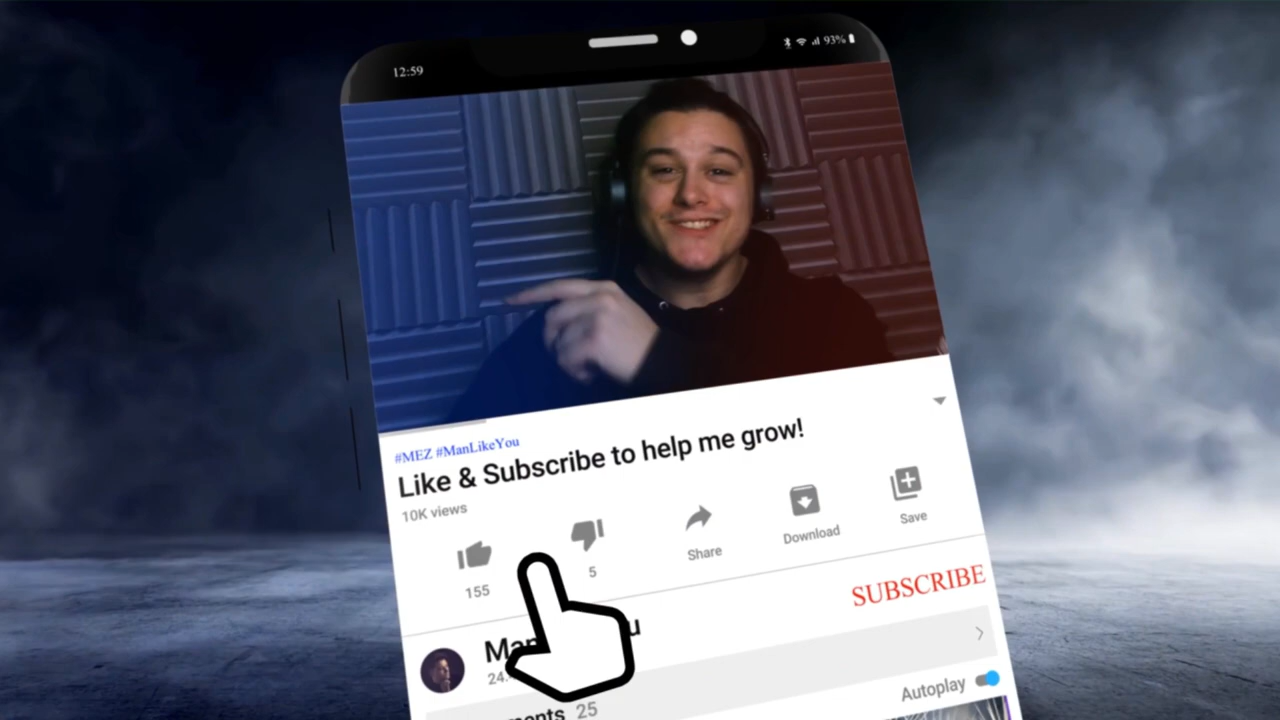 12:59
93%
#MEZ #ManLikeYou
Like & Subscribe to help me grow!
10K views
155
5
Share
Download
Save
SUBSCRIBE
25
Autoplay